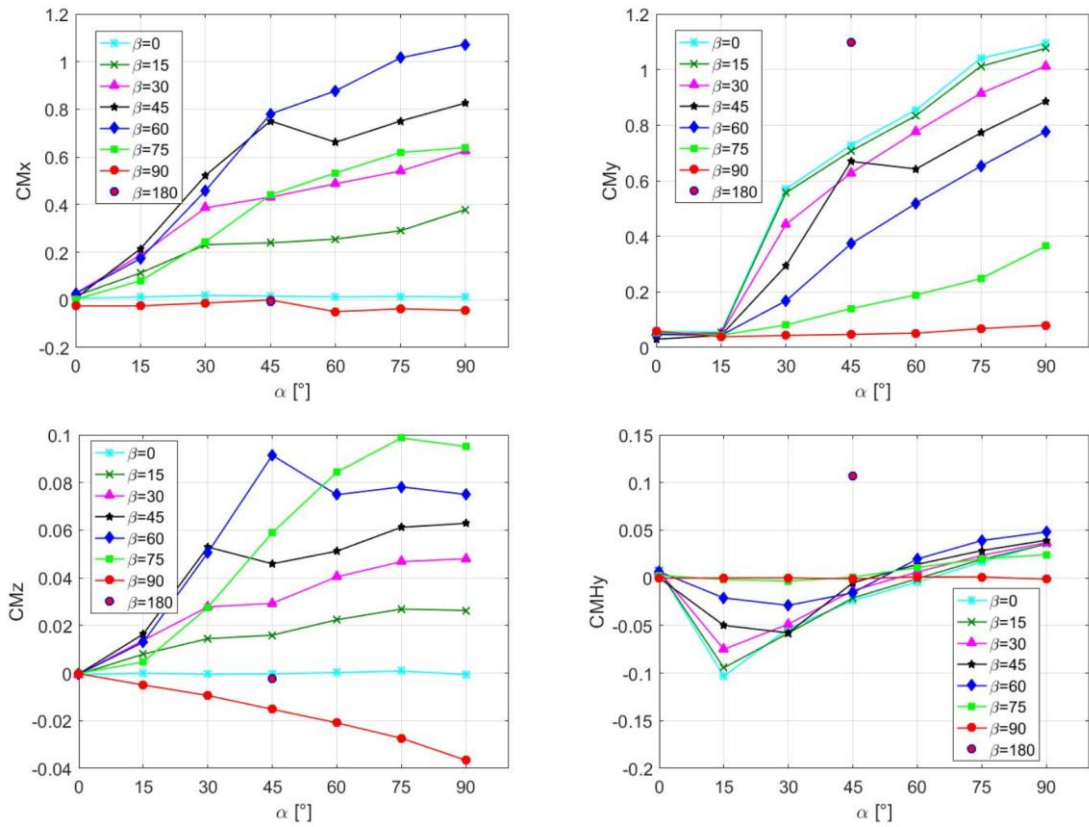 1.2
1
0.8
0.6
0.4
0.2
0
-0.2
CMx
β=0
β=15
β=30
β=45
β=60
β=75
β=90
β=180
0 15 30 45 60 75 90
α [°]
1.2
1
0.8
0.6
0.4
0.2
0
CMy
β=0
β=15
β=30
β=45
β=60
β=75
β=90
β=180
0 15 30 45 60 75 90
α [°]
0.1
0.08
0.06
0.04
0.02
0
-0.02
-0.04
CMz
β=0
β=15
β=30
β=45
β=60
β=75
β=90
β=180
0 15 30 45 60 75 90
α [°]
0.15
0.1
0.05
0
-0.05
-0.1
-0.15
-0.2
CMHy
β=0
β=15
β=30
β=45
β=60
β=75
β=90
β=180
0 15 30 45 60 75 90
α [°]